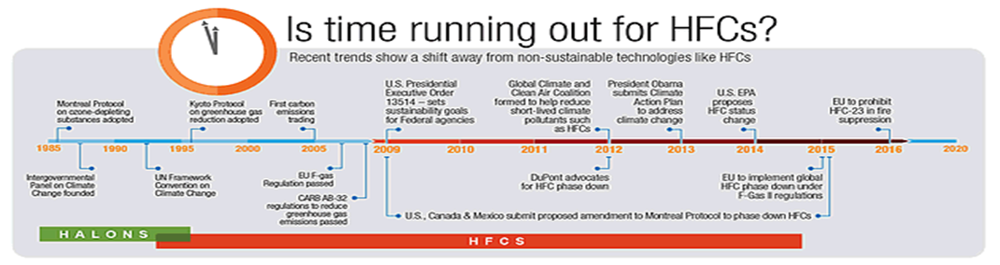 Is time running out for HFCs?
Recent trends show a shift away from non-sustainable technologies like HFCs
Montreal Protocol
on ozone-depleting
substances adopted
Kyoto Protocol
on greenhouse gas
reduction adopted
First carbon
emissions
trading
U.S. Presidential
Executive Order
13514 – sets
sustainability goals
for Federal agencies
Global Climate and
Clean Air Coalition
formed to help reduce
short-lived climate
pollutants such
as HFCs
President Obama
submits Climate
Action Plan
to address
climate change
U.S. EPA
proposes
HFC status
change
EU to prohibit
HFC-23 in fire
suppression
1985 1990 1995 2000 2005 2009 2010 2011 2012 2013 2014 2015 2016 2020
Intergovernmental
Panel on Climate
Change founded
UN Framework
Convention on
Climate Change
EU F-gas
Regulation passed
CARB AB-32
regulations to reduce
greenhouse gas
emissions passed
DuPont advocates
for HFC phase down
EU to implement global
HFC phase down under
F-Gas II regulations
U.S., Canada & Mexico submit proposed amendment to Montreal Protocol to phase down HFCs
HALONS
HFCS